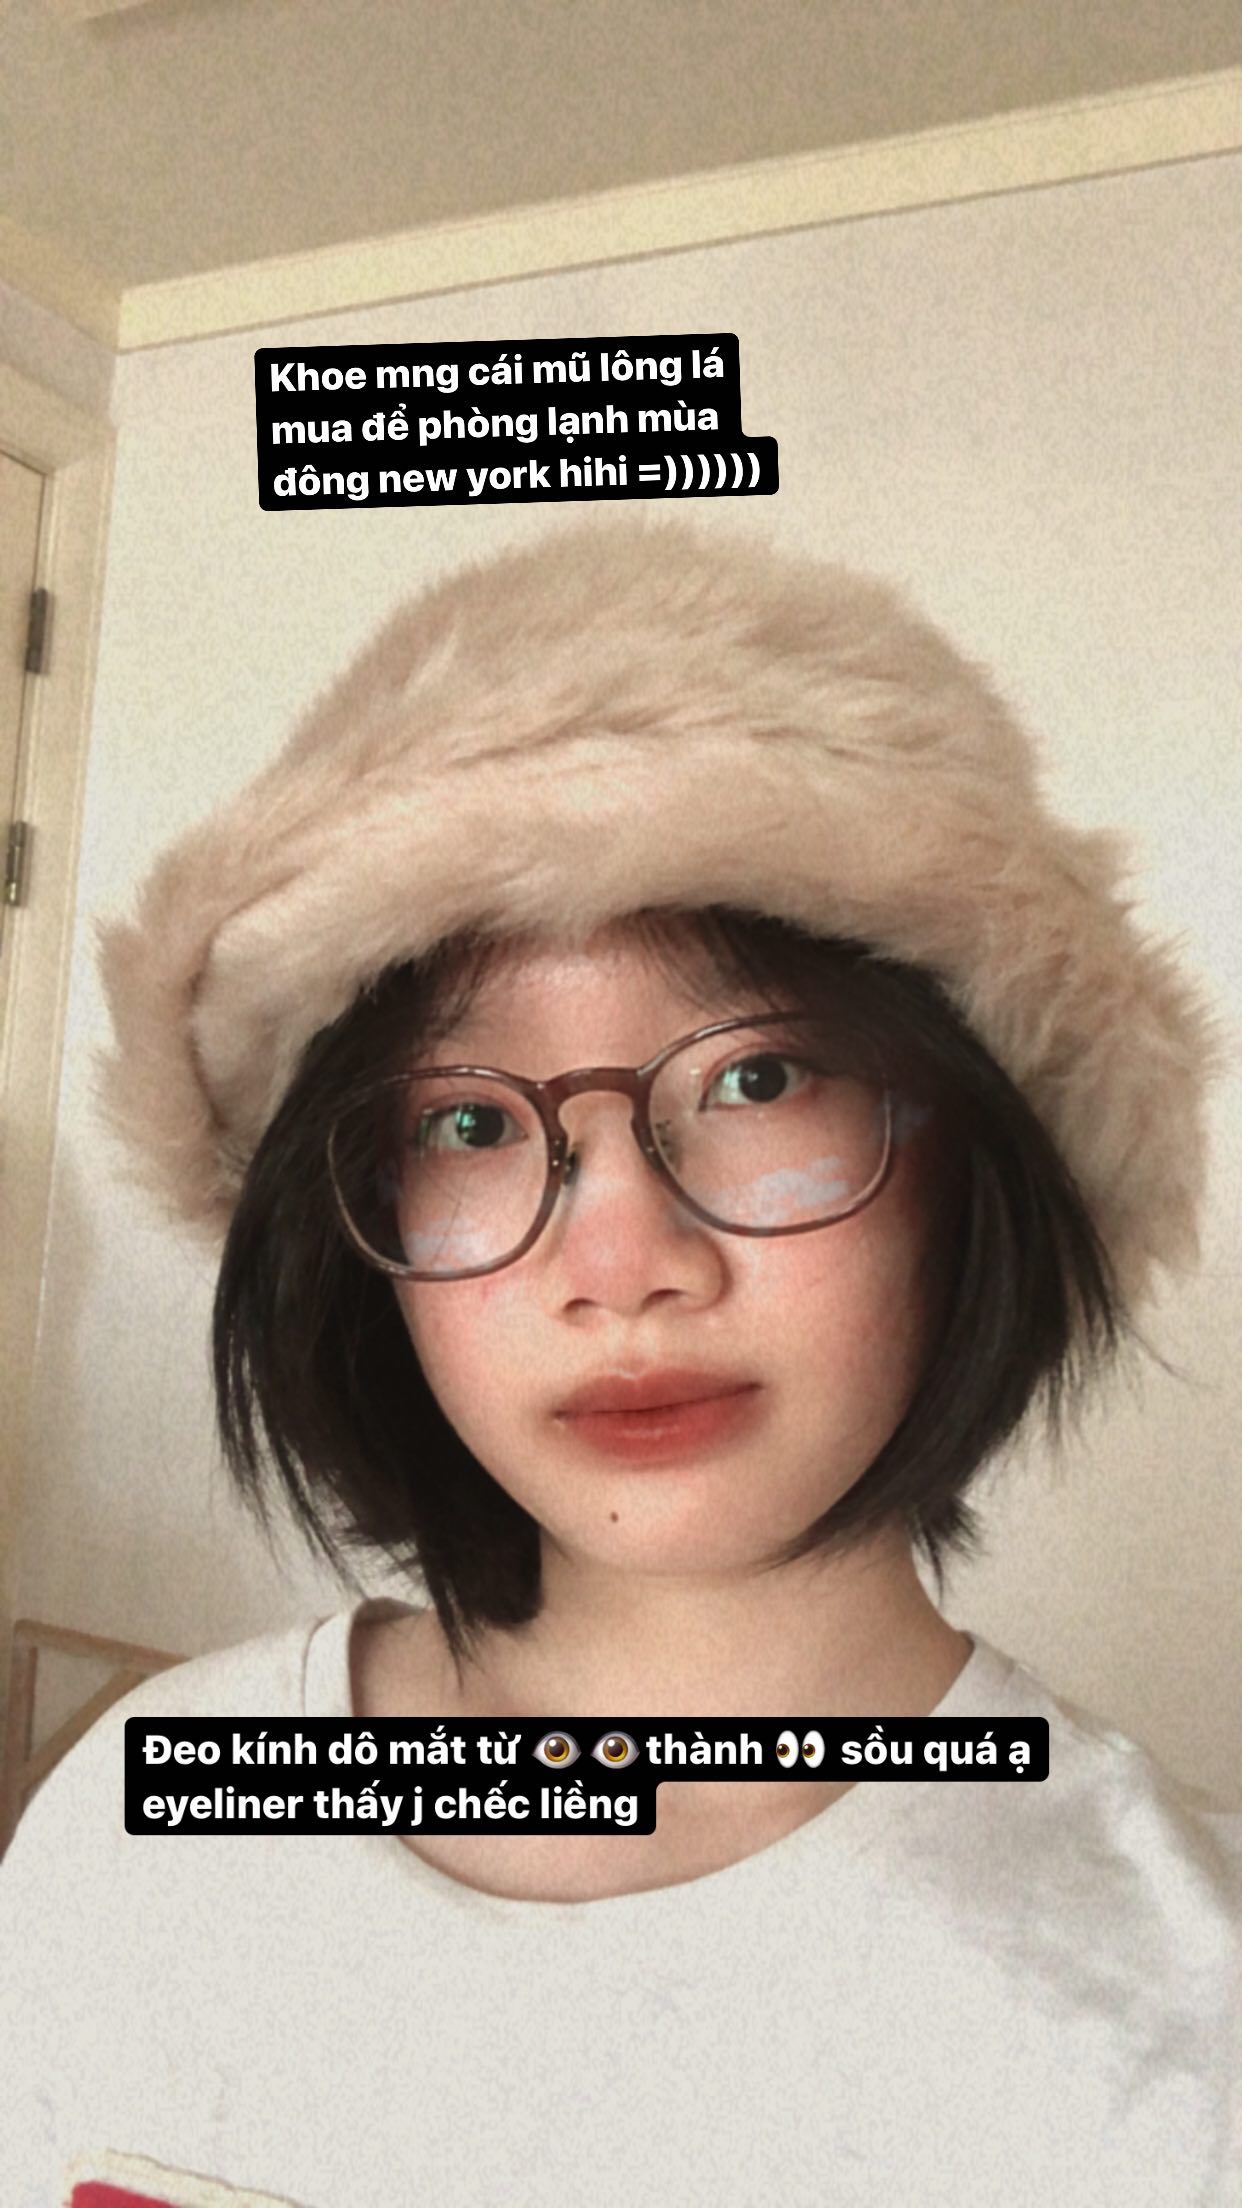 Khoe mng cái mũ lông lá
mua để phòng lạnh mùa
đông new york hihi =))))))
Đeo kính dô mắt từ 👁️👁️thành 👀 sồu quá ạ
eyeliner thấy j chếc liềng